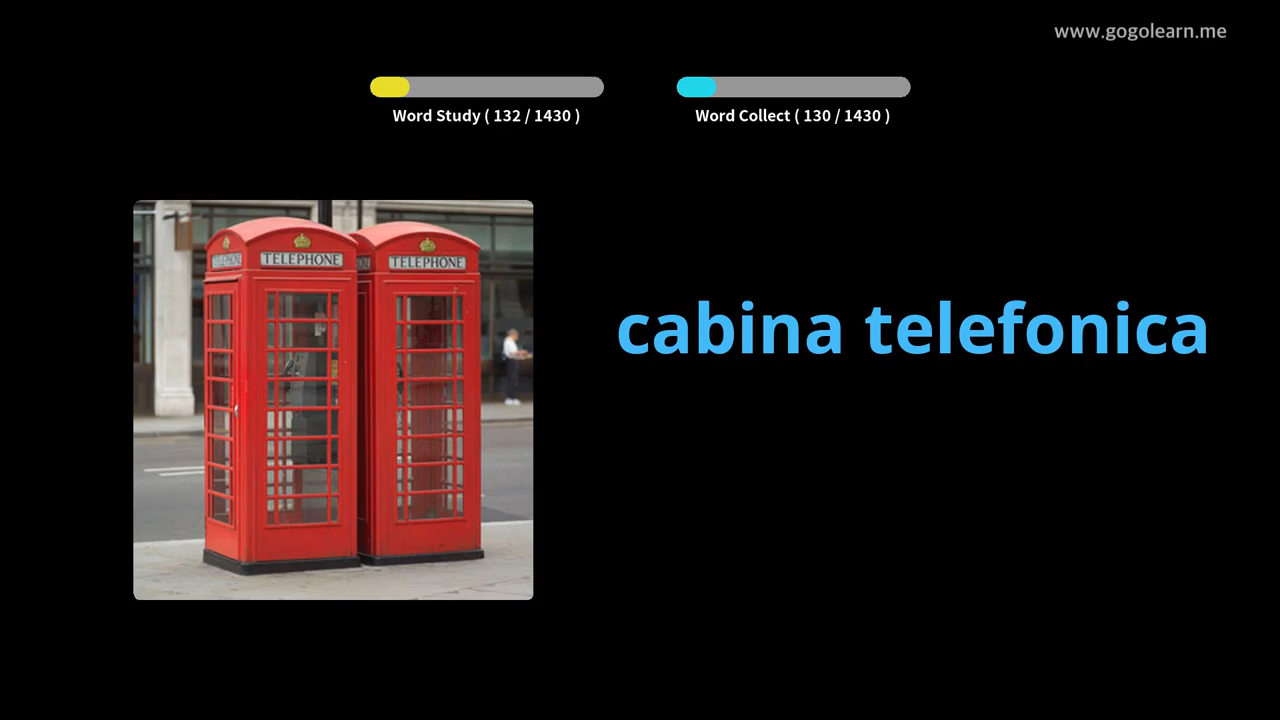 www.gogolearn.me
Word Study ( 132 / 1430 )
Word Collect ( 130 / 1430 )
TELEPHONE
TELEPHONE
cabina telefonica